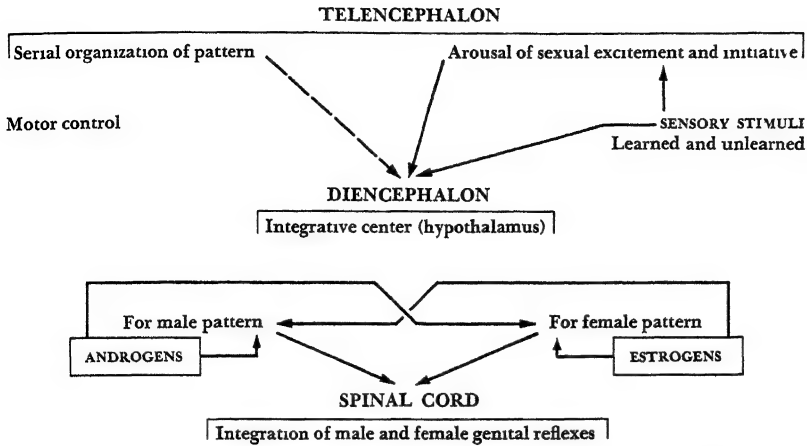 TELENCEPHALON
Serial organization of pattern
Arousal of sexual excitement and initiative
Motor control
SENSORY STIMULI
Learned and unlearned
DIENCEPHALON
Integrative center (hypothalamus)
For male pattern
For female pattern
ANDROGENS
ESTROGENS
SPINAL CORD
Integration of male and female genital reflexes